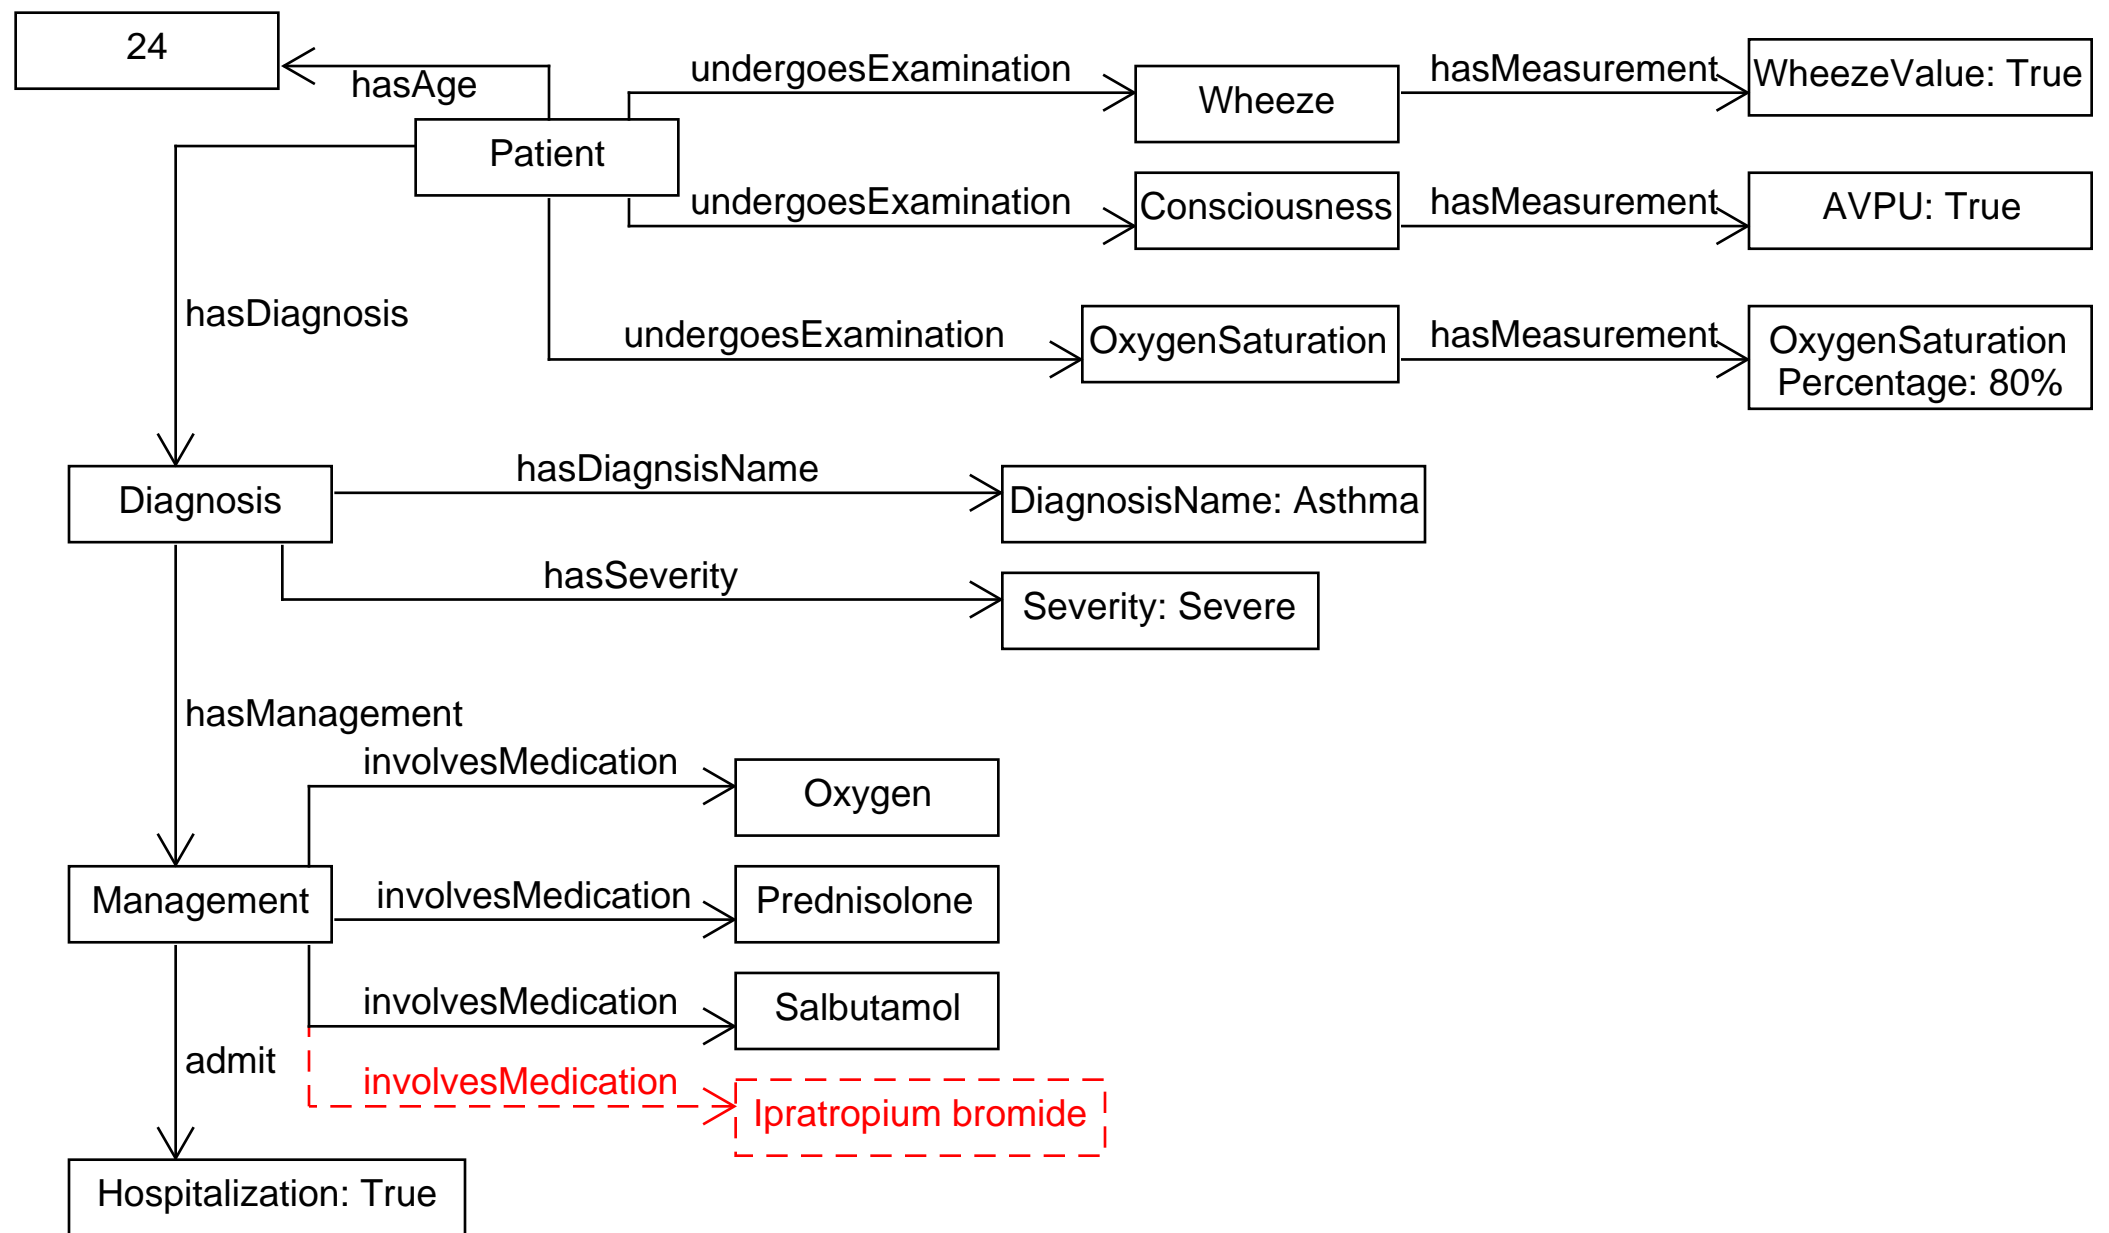 24
hasAge
undergoesExamination
Wheeze
hasMeasurement
WheezeValue: True
Patient
undergoesExamination
Consciousness
hasMeasurement
AVPU: True
hasDiagnosis
undergoesExamination
OxygenSaturation
hasMeasurement
OxygenSaturation
Percentage: 80%
Diagnosis
hasDiagnsisName
DiagnosisName: Asthma
hasSeverity
Severity: Severe
hasManagement
involvesMedication
Oxygen
Management
involvesMedication
Prednisolone
involvesMedication
Salbutamol
admit
involvesMedication
Ipratropium bromide
Hospitalization: True